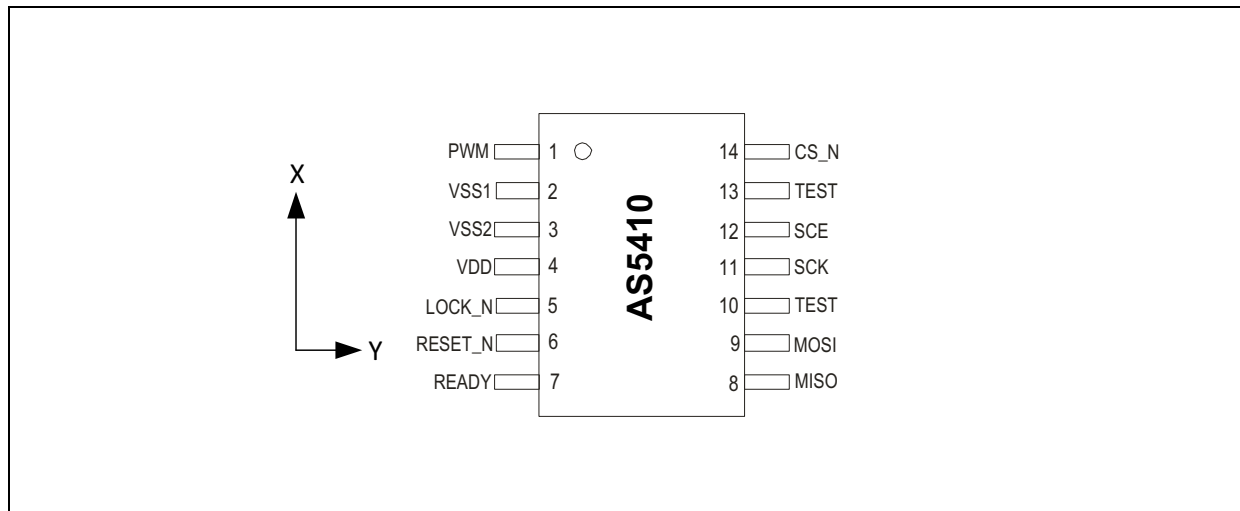 PWM 1 14 CS_N
VSS1 2 13 TEST
VSS2 3 12 SCE
VDD 4 11 SCK
LOCK_N 5 10 TEST
RESET_N 6 9 MOSI
READY 7 8 MISO
AS5410
X
Y